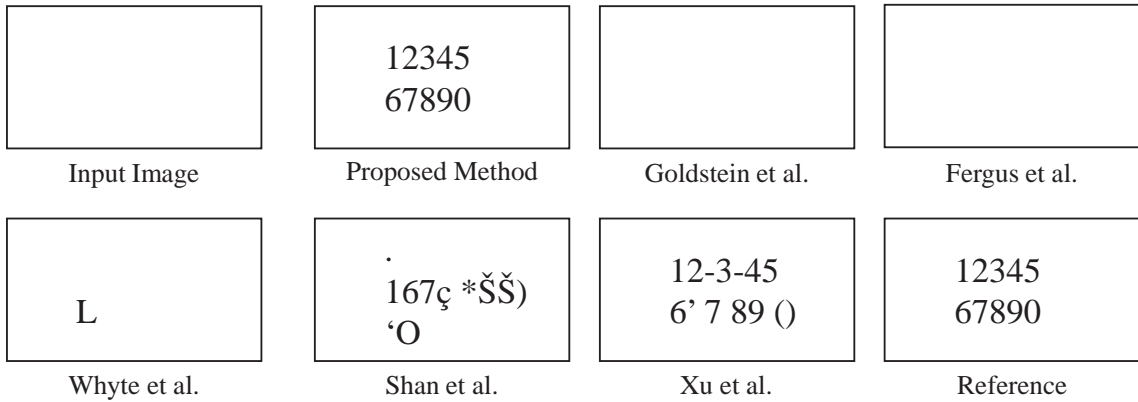 12345
67890
Input Image
Proposed Method
Goldstein et al.
Fergus et al.
L
.
167ç *ŠŠ)
‘O
12-3-45
6’ 7 89 ()
12345
67890
Whyte et al.
Shan et al.
Xu et al.
Reference